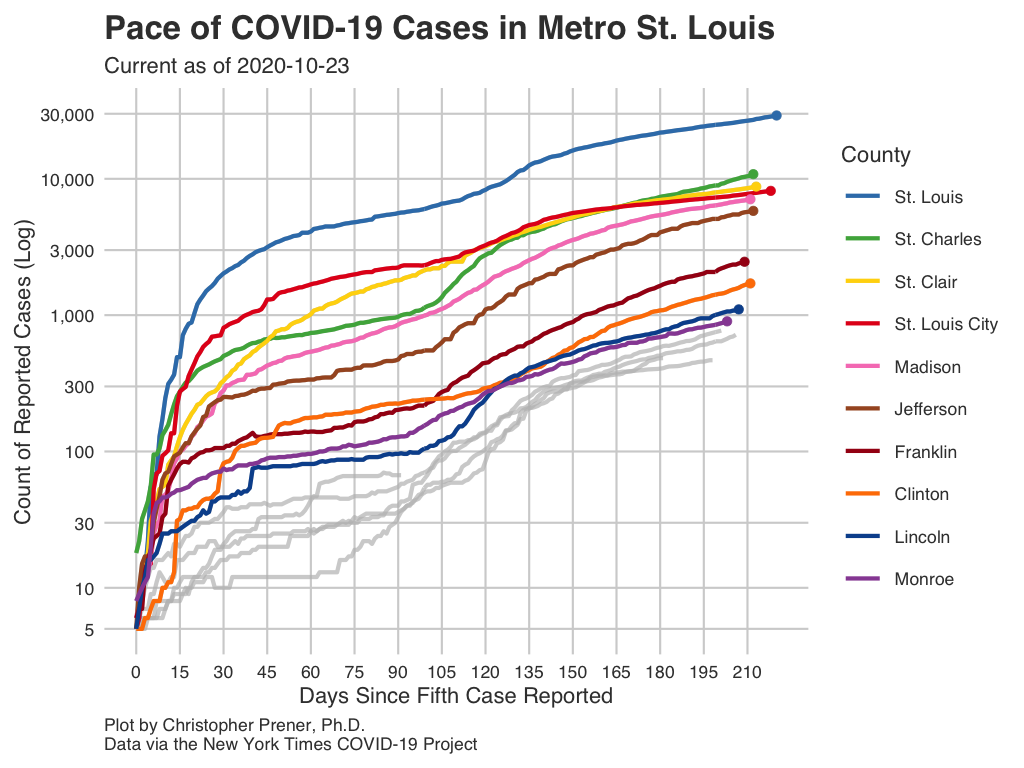 Pace of COVID-19 Cases in Metro St. Louis
Current as of 2020-10-23
Count of Reported Cases (Log)
30,000
10,000
3,000
1,000
300
100
30
10
5
0 15 30 45 60 75 90 105 120 135 150 165 180 195 210
Days Since Fifth Case Reported
County
St. Louis
St. Charles
St. Clair
St. Louis City
Madison
Jefferson
Franklin
Clinton
Lincoln
Monroe
Plot by Christopher Prener, Ph.D.
Data via the New York Times COVID-19 Project